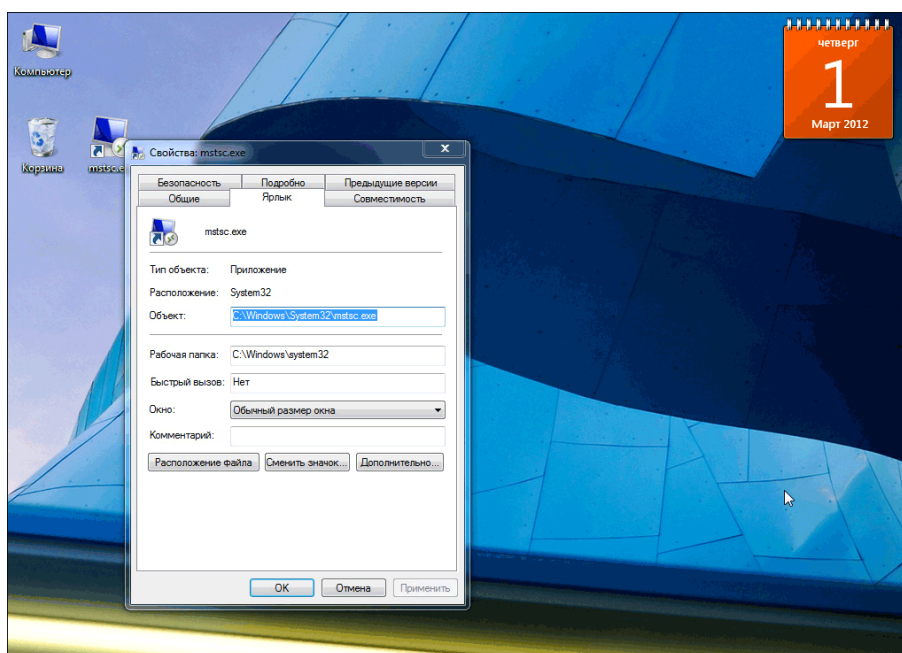 Компьютер
четверг
1
Март 2012
Корзина
mstsc.e
Свойства: mstsc.exe
Безопасность Подробно Предыдущие версии
Общие Ярлык Совместимость
mstsc.exe
Тип объекта: Приложение
Расположение: System32
Объект: C:\Windows\System32\mstsc.exe
Рабочая папка: C:\Windows\system32
Быстрый вызов: Нет
Окно: Обычный размер окна
Комментарий:
Расположение файла Сменить значок... Дополнительно...
OK Отмена Применить